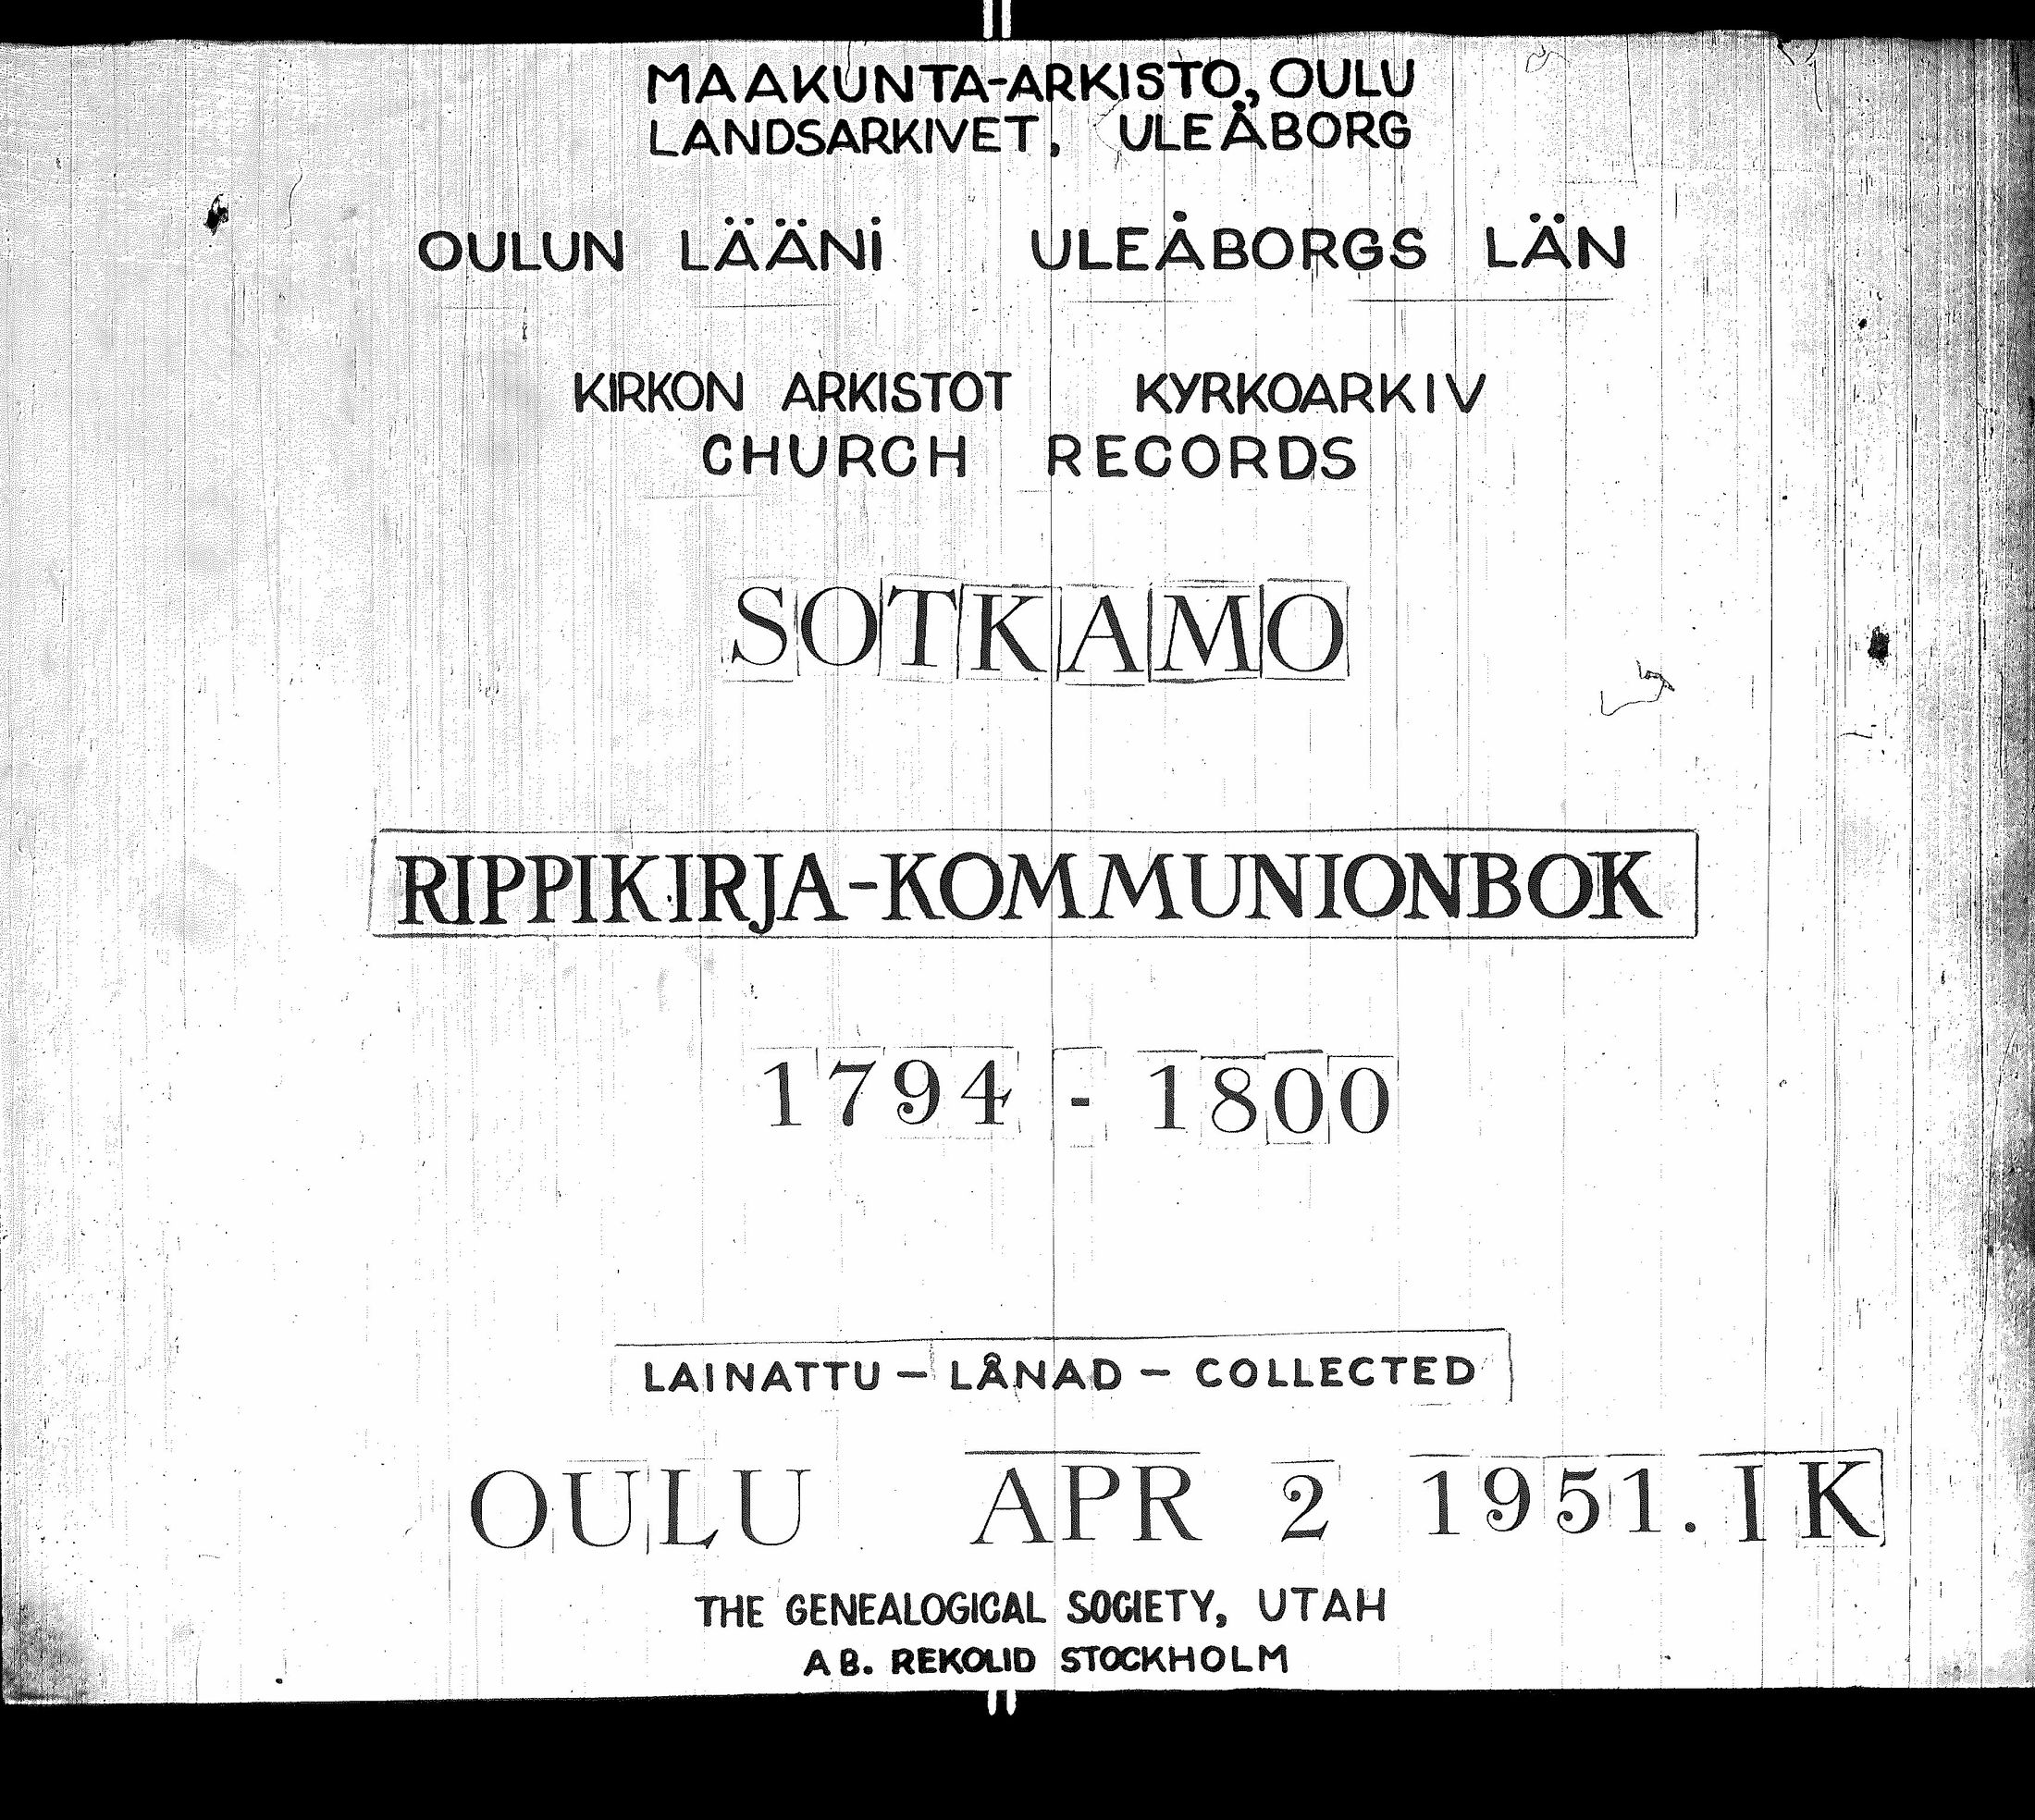 MAAKUNTA-ARKISTO, OULU
LANDSARKIVET, ULEÅBORG
OULUN LÄÄNI ULEÅBORGS LÄN
KIRKON ARKISTOT KYRKOARKIV
CHURCH RECORDS
SOTKAMO
RIPPIKIRJA-KOMMUNIONBOK
1794 - 1800
LAINATTU - LÅNAD - COLLECTED
OULU APR 2 1951. IK
THE GENEALOGICAL SOCIETY, UTAH
AB. REKOLID STOCKHOLM